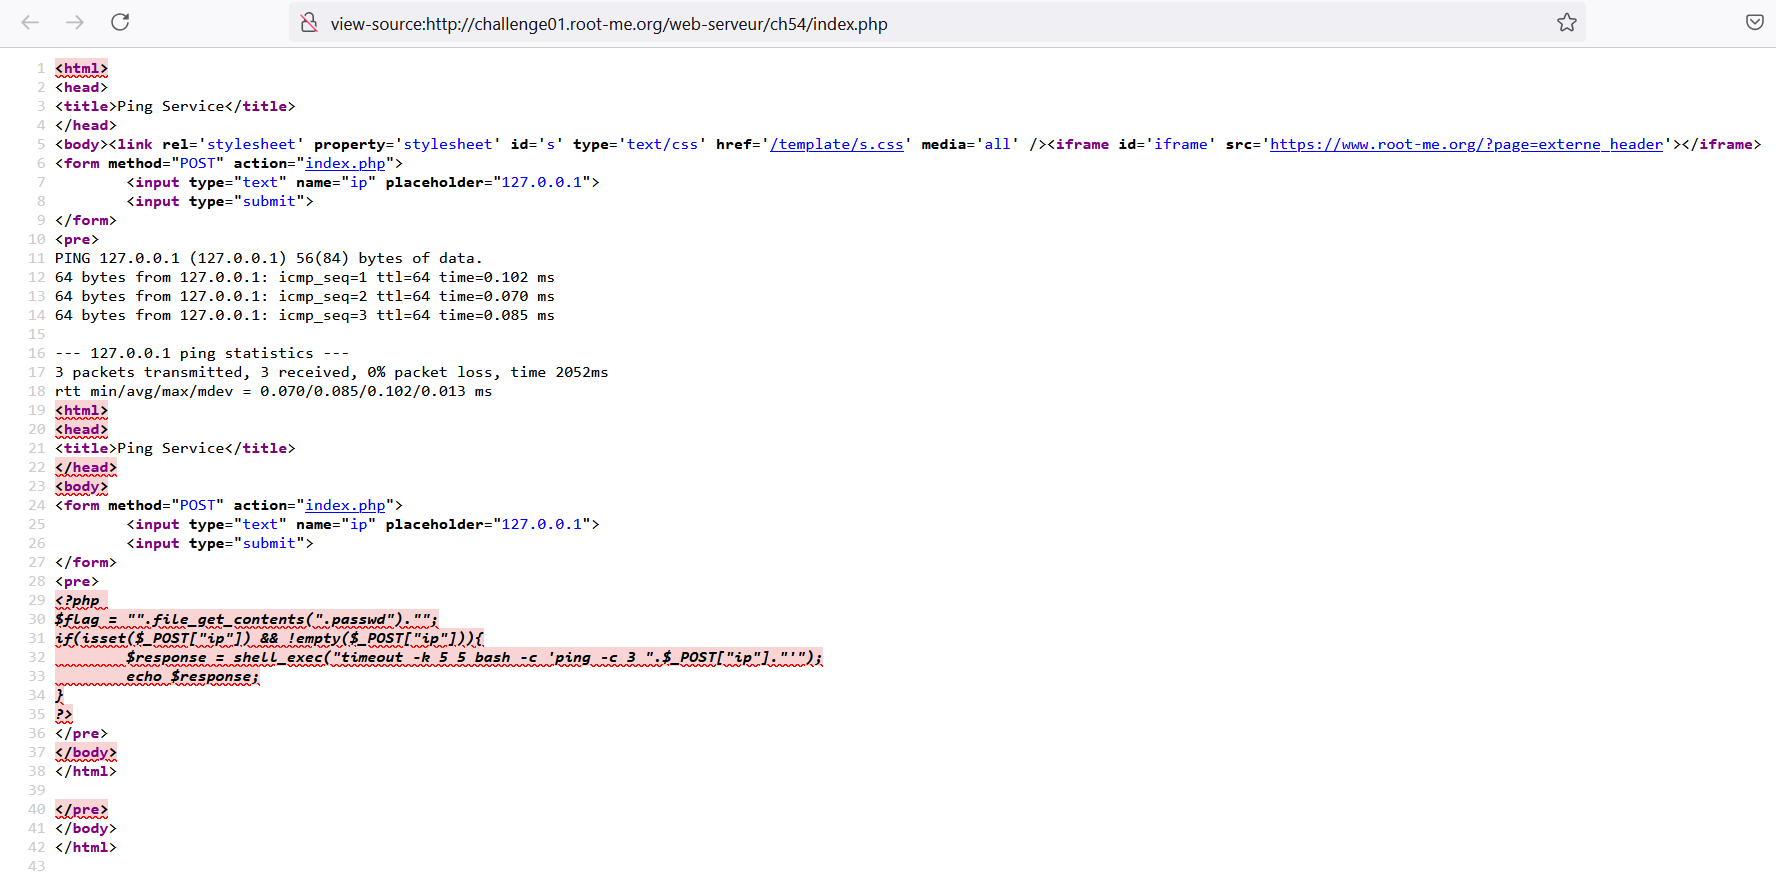 view-source:http://challenge01.root-me.org/web-serveur/ch54/index.php
1 <html>
2 <head>
3 <title>Ping Service</title>
4 </head>
5 <body><link rel='stylesheet' property='stylesheet' id='s' type='text/css' href='/template/s.css' media='all' /><iframe id='iframe' src='https://www.root-me.org/?page=externe_header'></iframe>
6 <form method="POST" action="index.php">
7         <input type="text" name="ip" placeholder="127.0.0.1">
8         <input type="submit">
9 </form>
10 <pre>
11 PING 127.0.0.1 (127.0.0.1) 56(84) bytes of data.
12 64 bytes from 127.0.0.1: icmp_seq=1 ttl=64 time=0.102 ms
13 64 bytes from 127.0.0.1: icmp_seq=2 ttl=64 time=0.070 ms
14 64 bytes from 127.0.0.1: icmp_seq=3 ttl=64 time=0.085 ms
15
16 --- 127.0.0.1 ping statistics ---
17 3 packets transmitted, 3 received, 0% packet loss, time 2052ms
18 rtt min/avg/max/mdev = 0.070/0.085/0.102/0.013 ms
19 <html>
20 <head>
21 <title>Ping Service</title>
22 </head>
23 <body>
24 <form method="POST" action="index.php">
25         <input type="text" name="ip" placeholder="127.0.0.1">
26         <input type="submit">
27 </form>
28 <pre>
29 <?php
30 $flag = "".file_get_contents(".passwd")."";
31 if(isset($_POST["ip"]) && !empty($_POST["ip"])){
32         $response = shell_exec("timeout -k 5 5 bash -c 'ping -c 3 ".$_POST["ip"]."'");
33         echo $response;
34 }
35 ?>
36 </pre>
37 </body>
38 </html>
39
40 </pre>
41 </body>
42 </html>
43